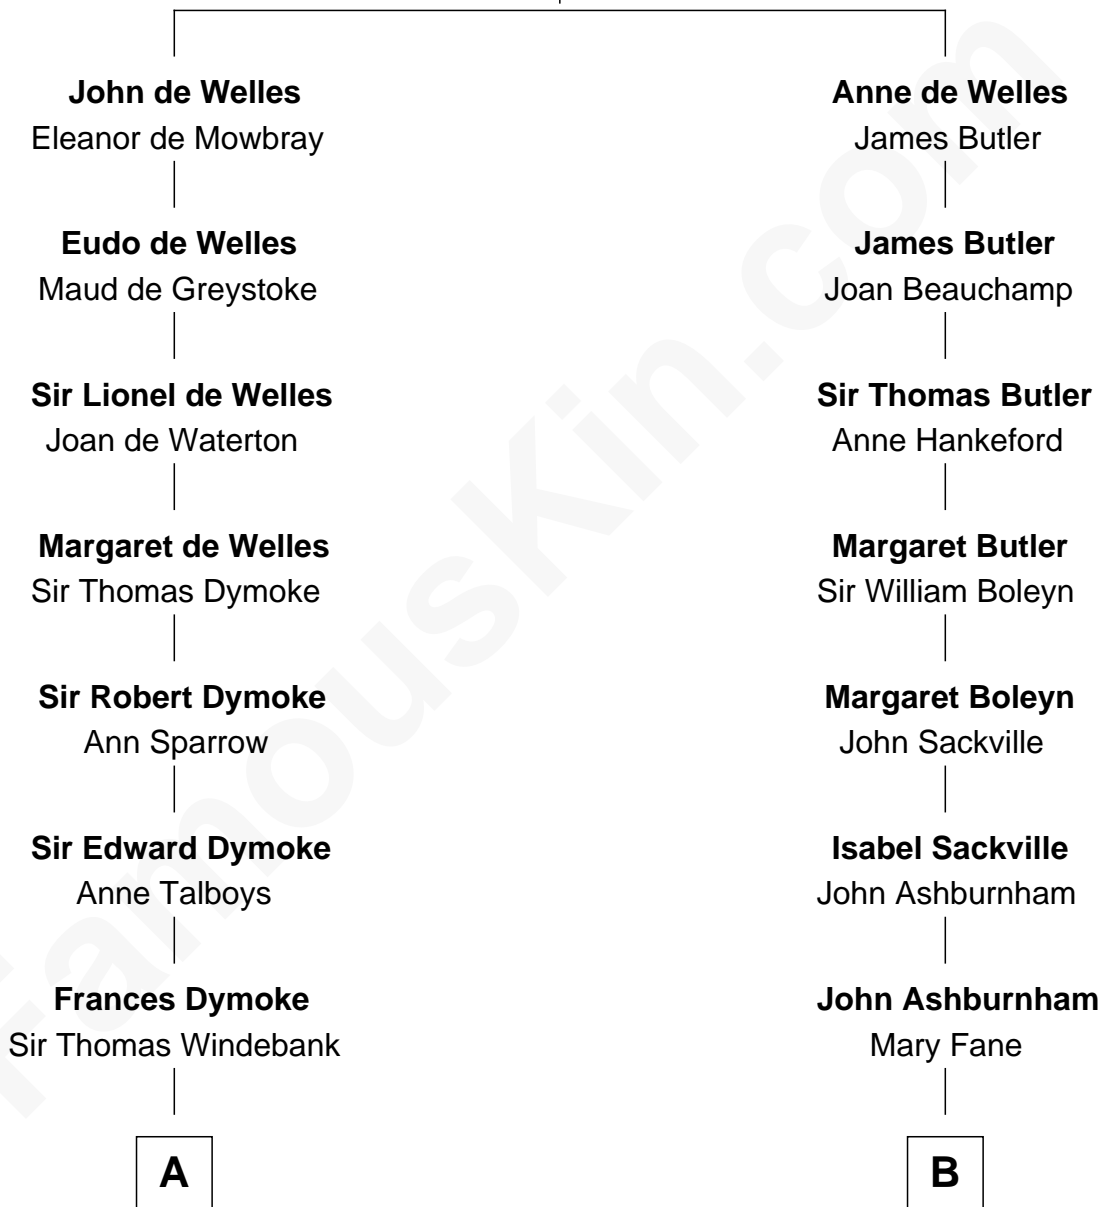 John de Welles
Eleanor de Mowbray
Eudo de Welles
Maud de Greystoke
Sir Lionel de Welles
Joan de Waterton
Margaret de Welles
Sir Thomas Dymoke
Sir Robert Dymoke
Ann Sparrow
Sir Edward Dymoke
Anne Talboys
Frances Dymoke
Sir Thomas Windebank
A
Anne de Welles
James Butler
James Butler
Joan Beauchamp
Sir Thomas Butler
Anne Hankeford
Margaret Butler
Sir William Boleyn
Margaret Boleyn
John Sackville
Isabel Sackville
John Ashburnham
John Ashburnham
Mary Fane
B
FamousKin.com